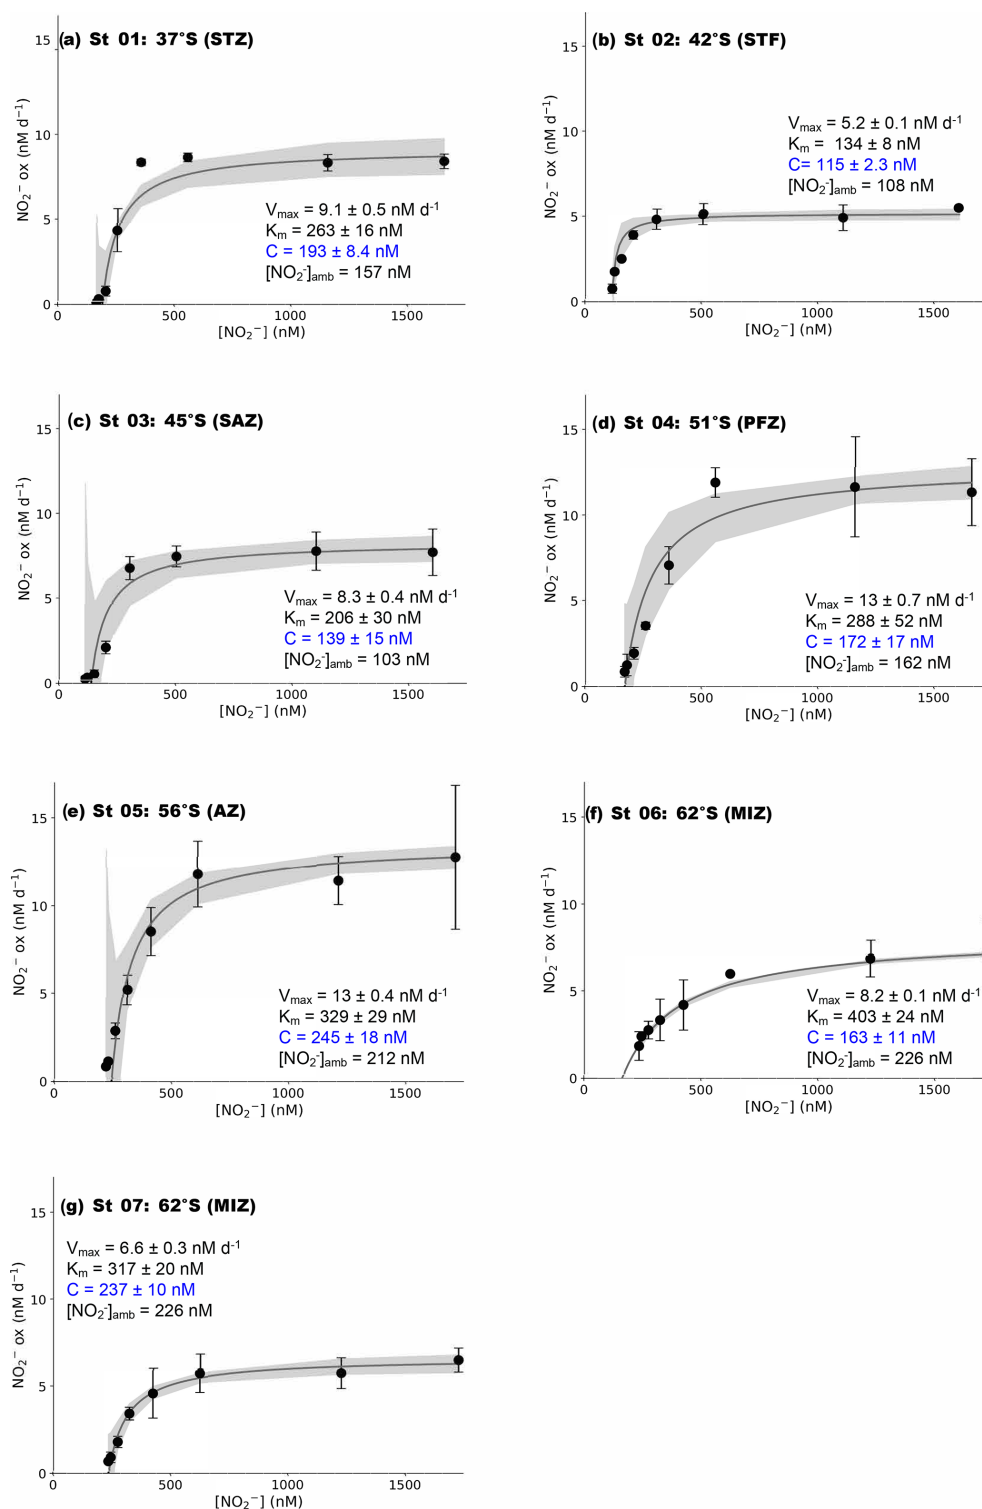 (a) St 01: 37°S (STZ)
15
10
5
0
NO₂⁻ ox (nM d⁻¹)
Vmax = 9.1 ± 0.5 nM d⁻¹
Km = 263 ± 16 nM
C = 193 ± 8.4 nM
[NO₂⁻]amb = 157 nM
0 500 1000 1500
[NO₂⁻] (nM)
(b) St 02: 42°S (STF)
15
10
5
0
NO₂⁻ ox (nM d⁻¹)
Vmax = 5.2 ± 0.1 nM d⁻¹
Km = 134 ± 8 nM
C= 115 ± 2.3 nM
[NO₂⁻]amb = 108 nM
0 500 1000 1500
[NO₂⁻] (nM)
(c) St 03: 45°S (SAZ)
15
10
5
0
NO₂⁻ ox (nM d⁻¹)
Vmax = 8.3 ± 0.4 nM d⁻¹
Km = 206 ± 30 nM
C = 139 ± 15 nM
[NO₂⁻]amb = 103 nM
0 500 1000 1500
[NO₂⁻] (nM)
(d) St 04: 51°S (PFZ)
15
10
5
0
NO₂⁻ ox (nM d⁻¹)
Vmax = 13 ± 0.7 nM d⁻¹
Km = 288 ± 52 nM
C = 172 ± 17 nM
[NO₂⁻]amb = 162 nM
0 500 1000 1500
[NO₂⁻] (nM)
(e) St 05: 56°S (AZ)
15
10
5
0
NO₂⁻ ox (nM d⁻¹)
Vmax = 13 ± 0.4 nM d⁻¹
Km = 329 ± 29 nM
C = 245 ± 18 nM
[NO₂⁻]amb = 212 nM
0 500 1000 1500
[NO₂⁻] (nM)
(f) St 06: 62°S (MIZ)
15
10
5
0
NO₂⁻ ox (nM d⁻¹)
Vmax = 8.2 ± 0.1 nM d⁻¹
Km = 403 ± 24 nM
C = 163 ± 11 nM
[NO₂⁻]amb = 226 nM
0 500 1000 1500
[NO₂⁻] (nM)
(g) St 07: 62°S (MIZ)
15
10
5
0
NO₂⁻ ox (nM d⁻¹)
Vmax = 6.6 ± 0.3 nM d⁻¹
Km = 317 ± 20 nM
C = 237 ± 10 nM
[NO₂⁻]amb = 226 nM
0 500 1000 1500
[NO₂⁻] (nM)